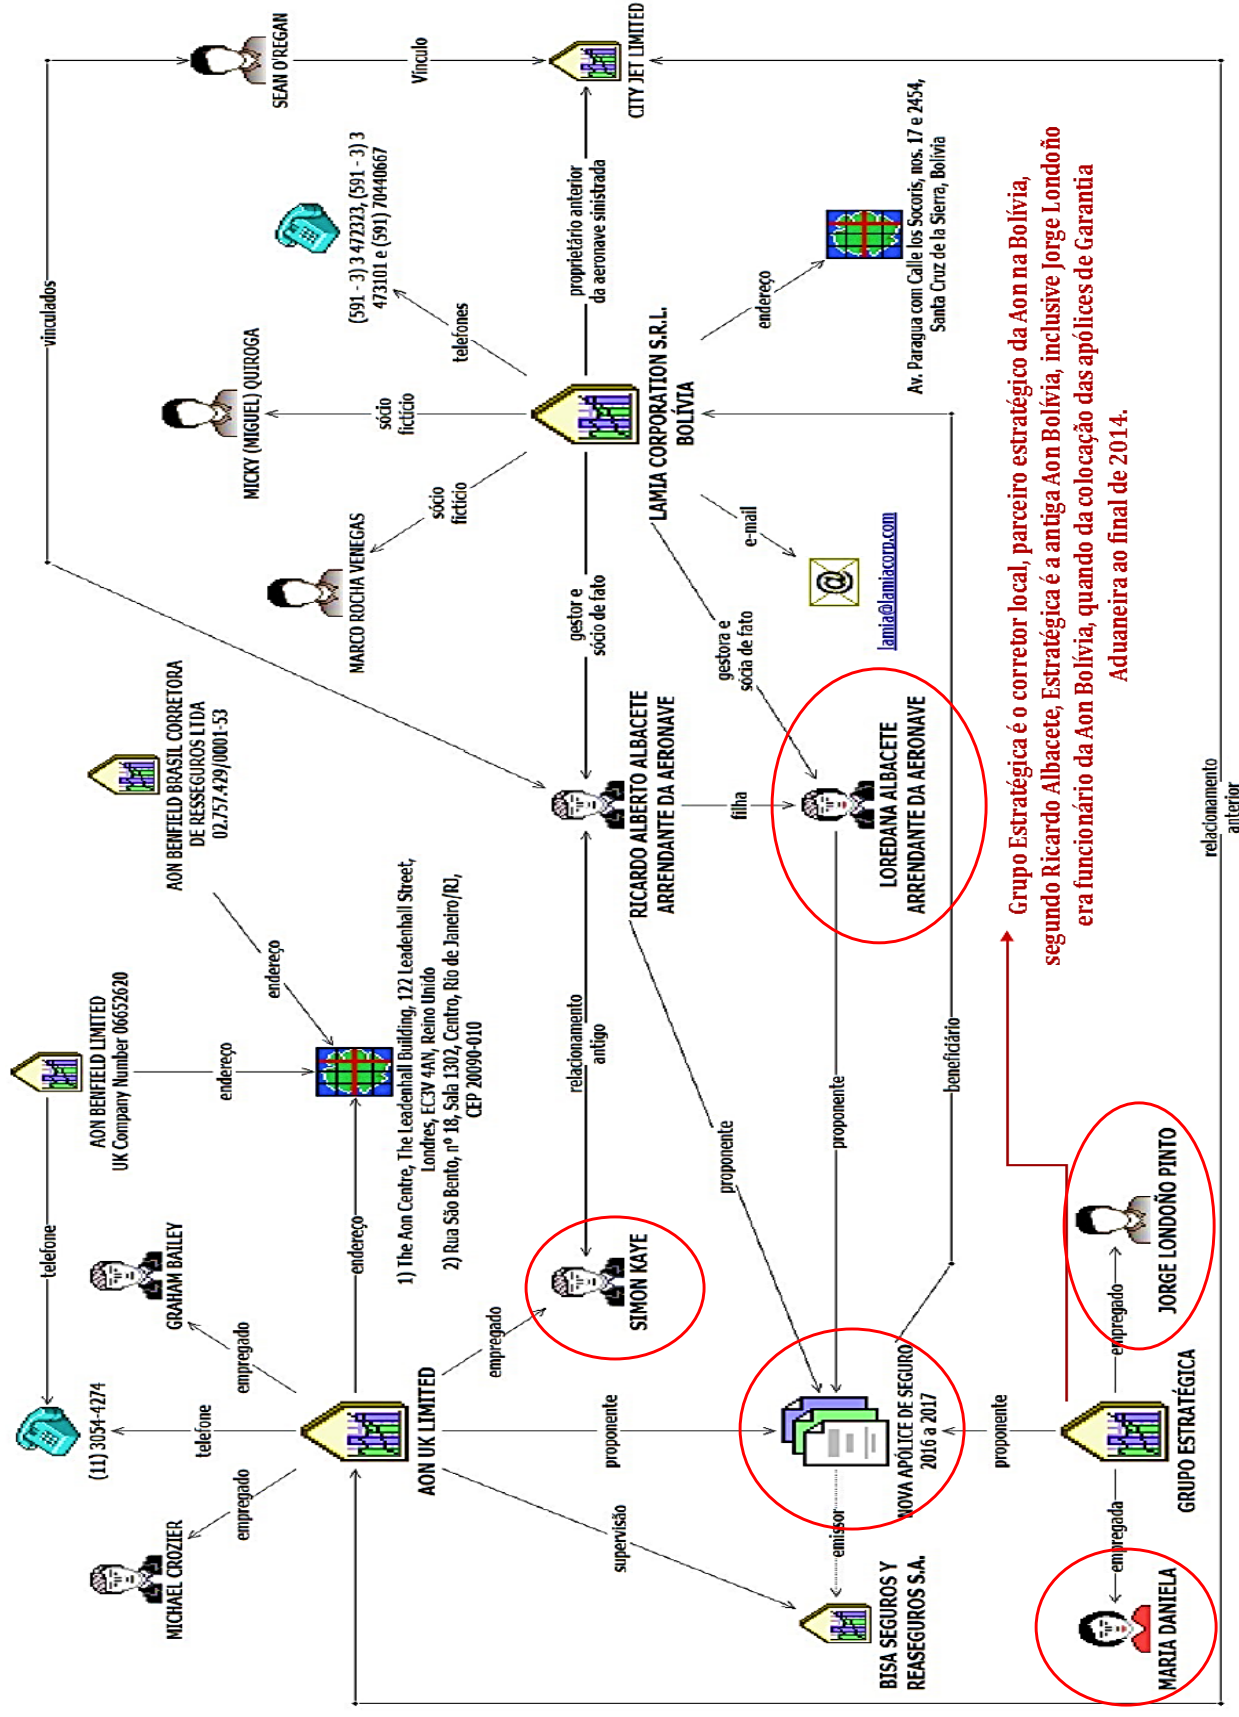 MICHAEL CROZIER
empregado
(11) 3054-4274
telefone
telefone
GRAHAM BAILEY
empregado
AON BENFIELD LIMITED
UK Company Number 06652620
endereço
AON BENFIELD BRASIL CORRETORA
DE RESSEGUROS LTDA
02.757.429/0001-53
endereço
AON UK LIMITED
endereço
1) The Aon Centre, The Leadenhall Building, 122 Leadenhall Street,
Londres, EC3V 4AN, Reino Unido
2) Rua São Bento, nº 18, Sala 1302, Centro, Rio de Janeiro/RJ,
CEP 20090-010
vinculados
MICKY (MIGUEL) QUIROGA
sócio
fictício
MARCO ROCHA VENEGAS
sócio
fictício
(591 - 3) 3 472323, (591 - 3) 3
473101 e (591) 70440667
telefones
SEAN O'REGAN
Vínculo
CITY JET LIMITED
proprietário anterior
da aeronave sinistrada
LAMIA CORPORATION S.R.L.
BOLÍVIA
gestor e
sócio de fato
RICARDO ALBERTO ALBACETE
ARRENDANTE DA AERONAVE
relacionamento
antigo
empregado
SIMON KAYE
supervisão
proponente
proponente
filha
gestora e
sócia de fato
e-mail
lamia@lamiacorp.com
endereço
Av. Paragua com Calle los Socoris, nos. 17 e 2454,
Santa Cruz de la Sierra, Bolívia
LOREDANA ALBACETE
ARRENDANTE DA AERONAVE
proponente
emissor
BISA SEGUROS Y
REASEGUROS S.A.
NOVA APÓLICE DE SEGURO
2016 a 2017
beneficiário
proponente
MARIA DANIELA
empregada
GRUPO ESTRATÉGICA
empregado
JORGE LONDOÑO PINTO
Grupo Estratégica é o corretor local, parceiro estratégico da Aon na Bolívia,
segundo Ricardo Albacete, Estratégica é a antiga Aon Bolívia, inclusive Jorge Londoño
era funcionário da Aon Bolívia, quando da colocação das apólices de Garantia
Aduaneira ao final de 2014.
relacionamento
anterior